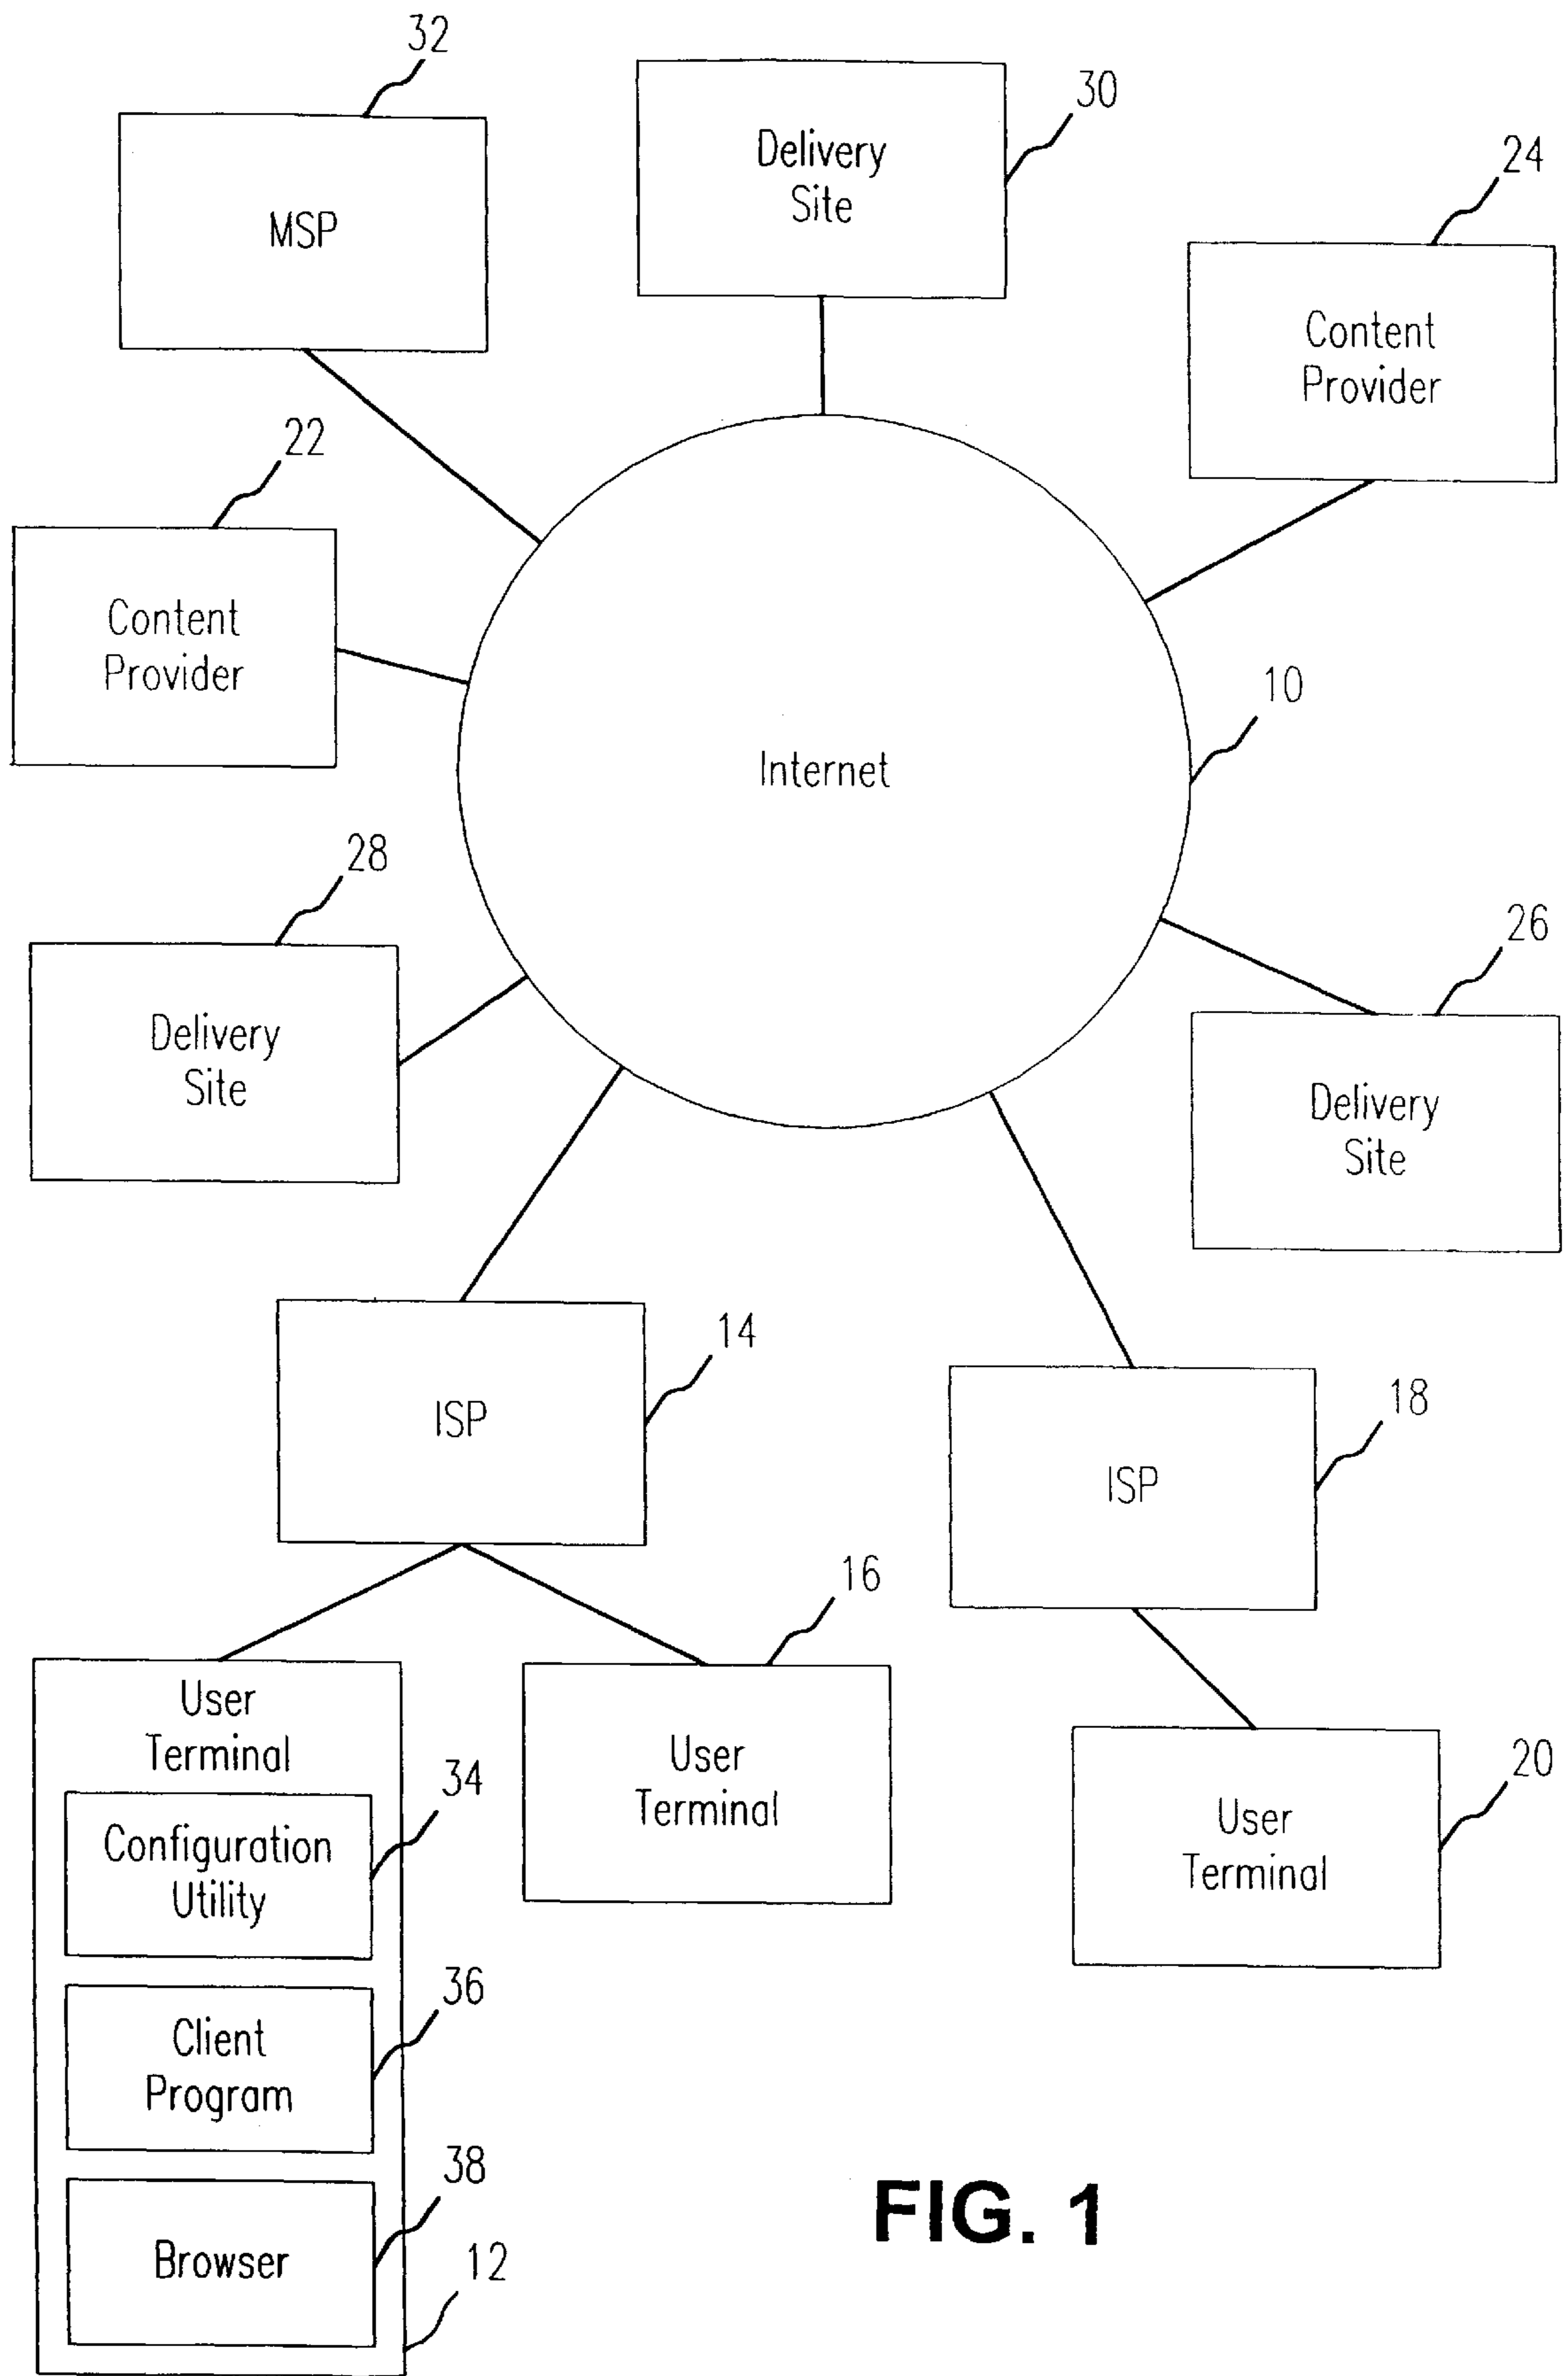 32
MSP
30
Delivery
Site
24
Content
Provider
22
Content
Provider
10
Internet
28
Delivery
Site
26
Delivery
Site
14
ISP
18
ISP
16
User
Terminal
20
User
Terminal
User
Terminal
34
Configuration
Utility
36
Client
Program
38
Browser
12
FIG. 1